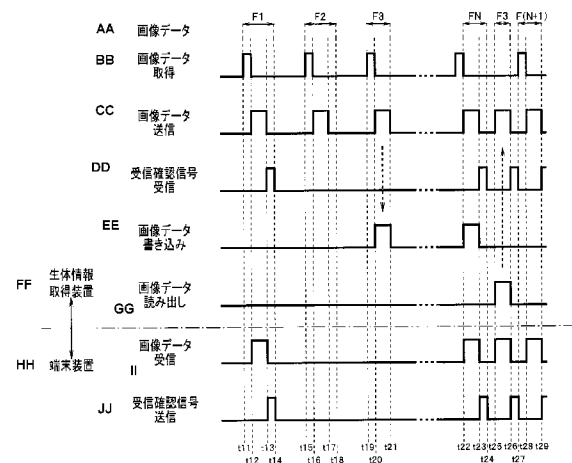 F1 F2 F3 FN F3 F(N+1)
AA 画像データ
BB 画像データ
取得
CC 画像データ
送信
DD 受信確認信号
受信
EE 画像データ
書き込み
FF 生体情報
取得装置
GG 画像データ
読み出し
HH 端末装置
II 画像データ
受信
JJ 受信確認信号
送信
t11 t13 t15 t17 t19 t21 t22 t23 t25 t26 t28 t29
t12 t14 t16 t18 t20 t24 t27